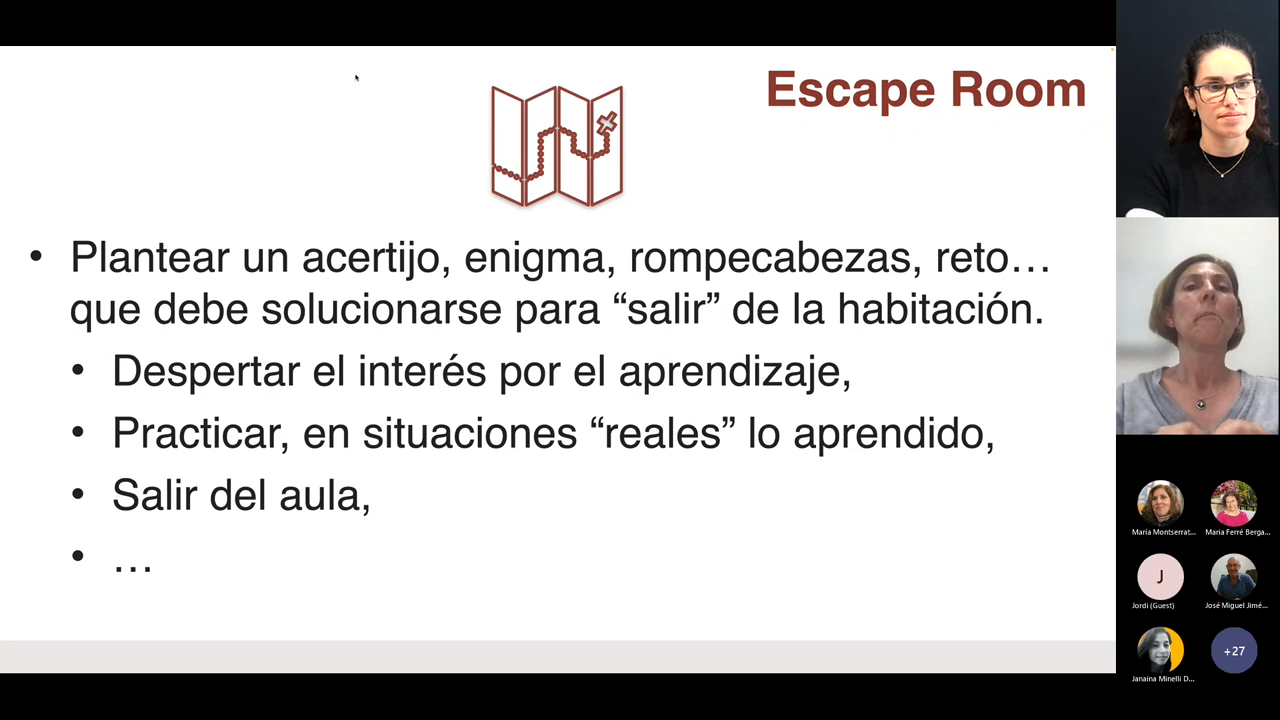 Escape Room
• Plantear un acertijo, enigma, rompecabezas, reto…
que debe solucionarse para “salir” de la habitación.
• Despertar el interés por el aprendizaje,
• Practicar, en situaciones “reales” lo aprendido,
• Salir del aula,
• …
María Montserrat...
Maria Ferré Berga...
J
Jordi (Guest)
José Miguel Jimé...
Janaina Minelli D...
+27